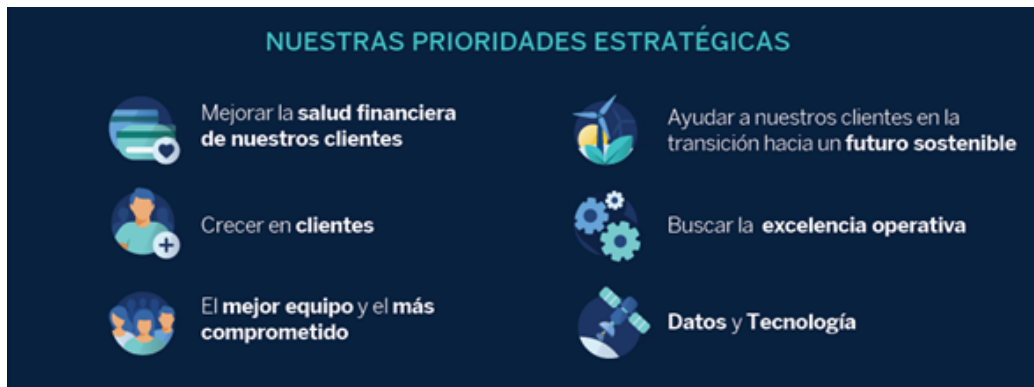 NUESTRAS PRIORIDADES ESTRATÉGICAS
Mejorar la salud financiera
de nuestros clientes
Ayudar a nuestros clientes en la
transición hacia un futuro sostenible
Crecer en clientes
Buscar la excelencia operativa
El mejor equipo y el más
comprometido
Datos y Tecnología